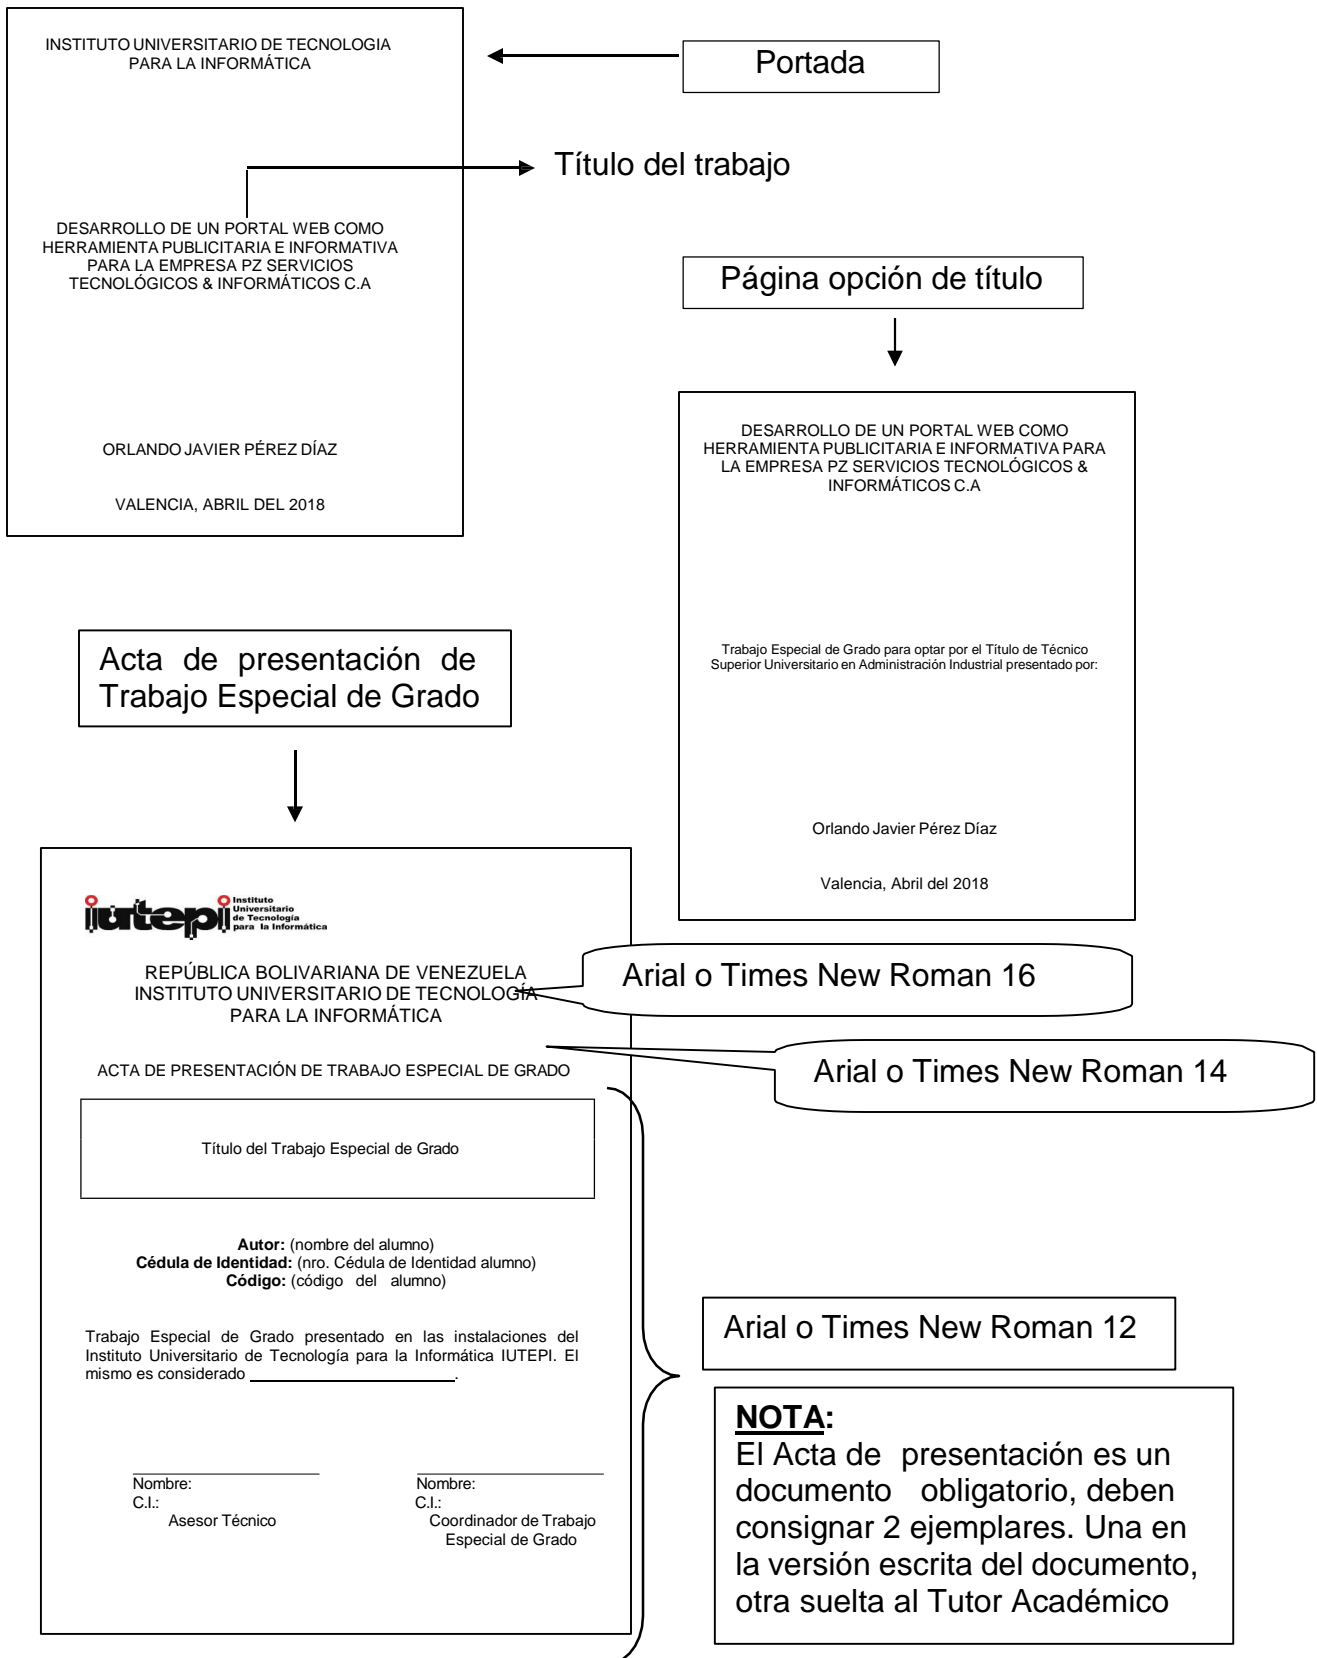 INSTITUTO UNIVERSITARIO DE TECNOLOGIA
PARA LA INFORMÁTICA
Portada
Título del trabajo
DESARROLLO DE UN PORTAL WEB COMO
HERRAMIENTA PUBLICITARIA E INFORMATIVA
PARA LA EMPRESA PZ SERVICIOS
TECNOLÓGICOS & INFORMÁTICOS C.A
ORLANDO JAVIER PÉREZ DÍAZ
VALENCIA, ABRIL DEL 2018
Página opción de título
DESARROLLO DE UN PORTAL WEB COMO
HERRAMIENTA PUBLICITARIA E INFORMATIVA PARA
LA EMPRESA PZ SERVICIOS TECNOLÓGICOS &
INFORMÁTICOS C.A
Trabajo Especial de Grado para optar por el Título de Técnico
Superior Universitario en Administración Industrial presentado por:
Orlando Javier Pérez Díaz
Valencia, Abril del 2018
Acta de presentación de
Trabajo Especial de Grado
iutepi
Instituto
Universitario
de Tecnología
para la Informática
REPÚBLICA BOLIVARIANA DE VENEZUELA
INSTITUTO UNIVERSITARIO DE TECNOLOGÍA
PARA LA INFORMÁTICA
Arial o Times New Roman 16
ACTA DE PRESENTACIÓN DE TRABAJO ESPECIAL DE GRADO
Arial o Times New Roman 14
Título del Trabajo Especial de Grado
Autor: (nombre del alumno)
Cédula de Identidad: (nro. Cédula de Identidad alumno)
Código: (código del alumno)
Trabajo Especial de Grado presentado en las instalaciones del
Instituto Universitario de Tecnología para la Informática IUTEPI. El
mismo es considerado ________________________.
Nombre:
C.I.:
Asesor Técnico
Nombre:
C.I.:
Coordinador de Trabajo
Especial de Grado
Arial o Times New Roman 12
NOTA:
El Acta de presentación es un
documento obligatorio, deben
consignar 2 ejemplares. Una en
la versión escrita del documento,
otra suelta al Tutor Académico